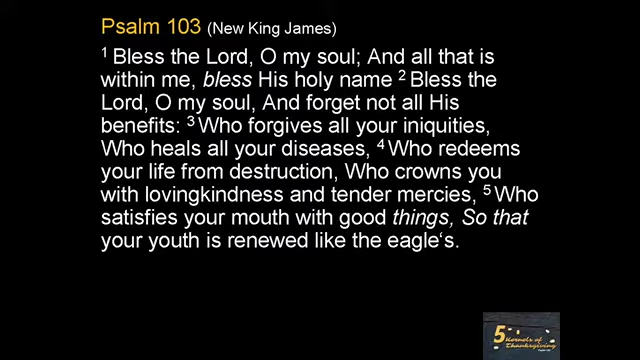 Psalm 103 (New King James)
¹ Bless the Lord, O my soul; And all that is
within me, bless His holy name ² Bless the
Lord, O my soul, And forget not all His
benefits: ³ Who forgives all your iniquities,
Who heals all your diseases, ⁴ Who redeems
your life from destruction, Who crowns you
with lovingkindness and tender mercies, ⁵ Who
satisfies your mouth with good things, So that
your youth is renewed like the eagle‘s.
5 Kernels of
Thanksgiving